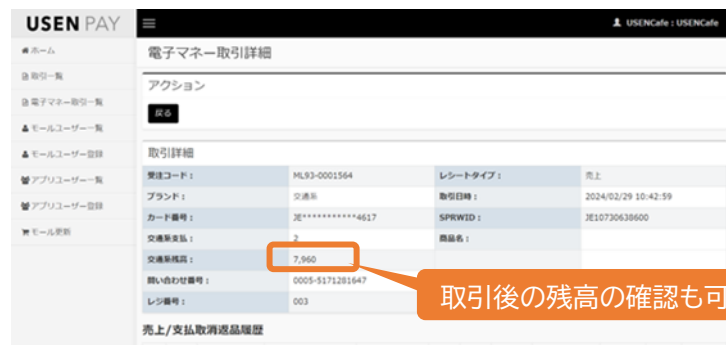 USEN PAY
USENCafe : USENCafe
ホーム
取引一覧
電子マネー取引一覧
モールユーザー一覧
モールユーザー登録
アプリユーザー一覧
アプリユーザー登録
モール更新
電子マネー取引詳細
アクション
戻る
取引詳細
受注コード： ML93-0001564 レシートタイプ： 売上
ブランド： 交通系 取引日時： 2024/02/29 10:42:59
カード番号： JE***********4617 SPRWID： JE10730638600
交通系支払： 2 商品名：
交通系残高： 7,960
問い合わせ番号： 0005-5171281647
レジ番号： 003
取引後の残高の確認も可
売上/支払取消返品履歴